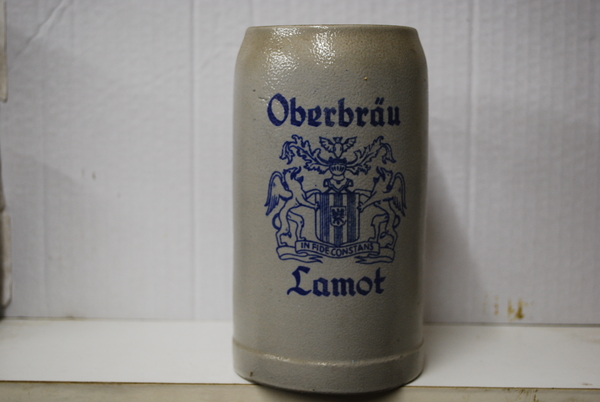 Oberbräu
IN FIDE CONSTANS
Lamot